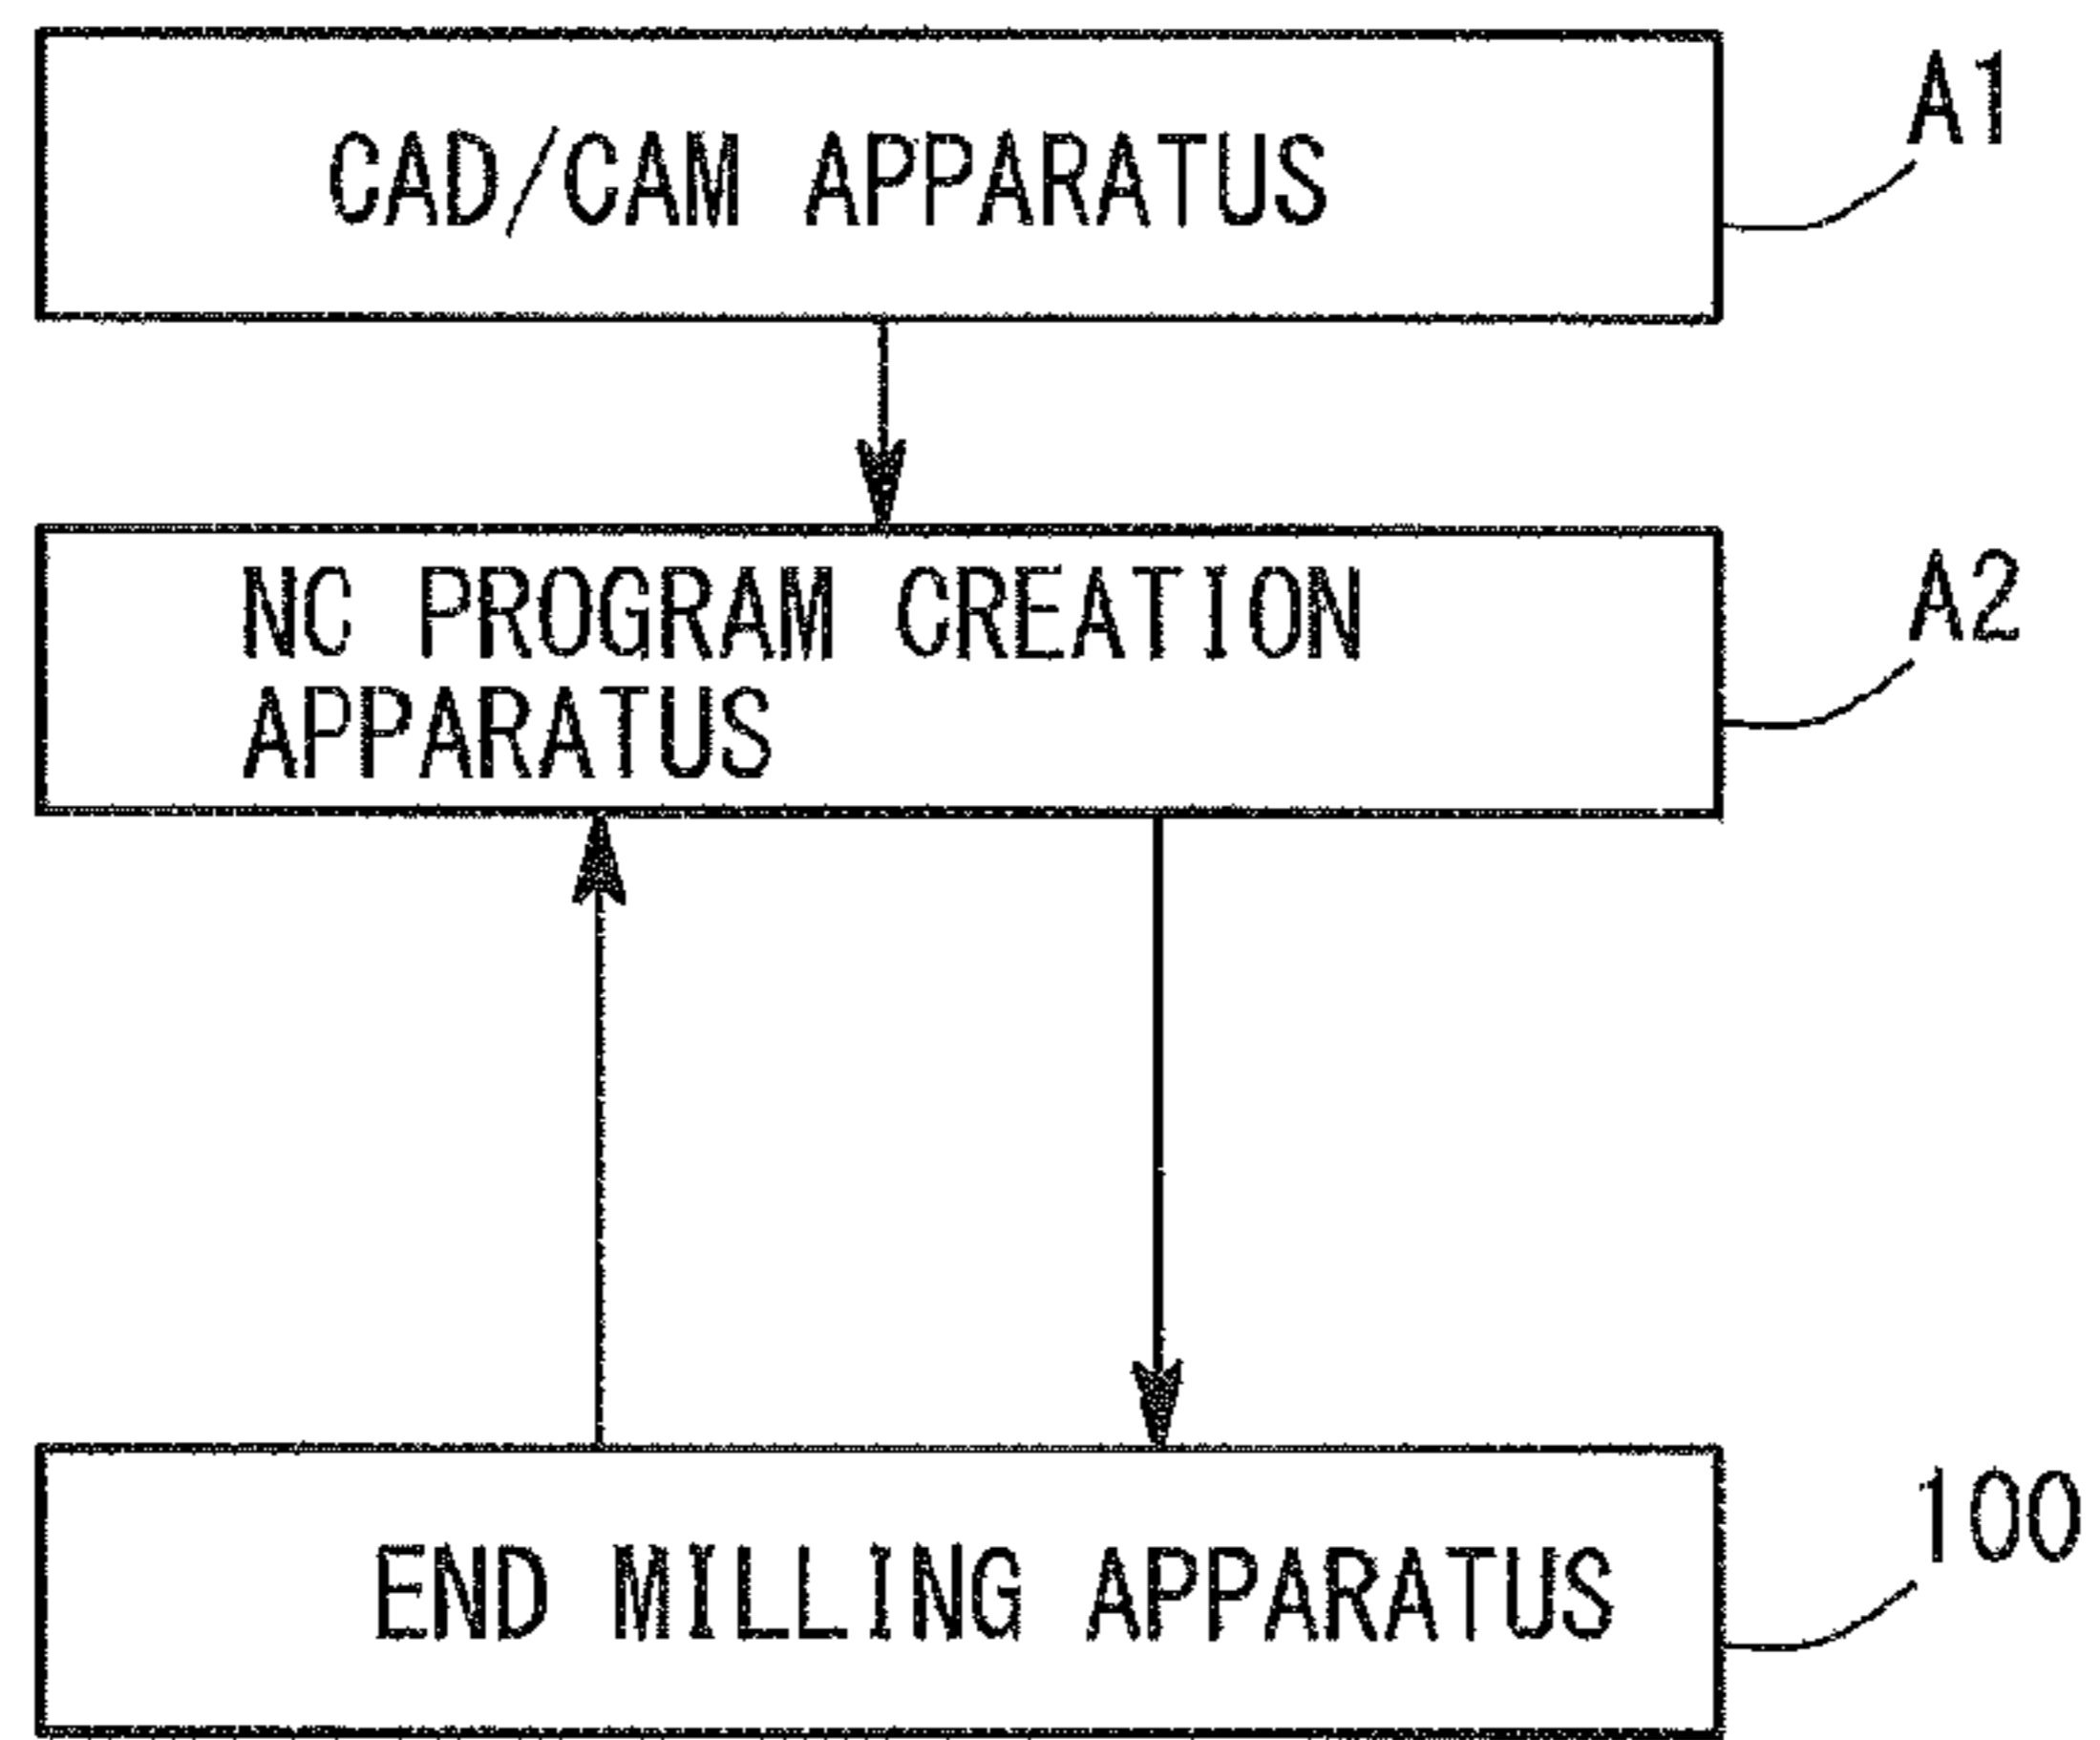 CAD/CAM APPARATUS
A1
NC PROGRAM CREATION
APPARATUS
A2
END MILLING APPARATUS
100